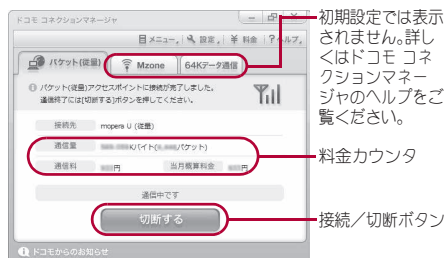 ドコモ コネクションマネージャ
メニュー 設定 ¥ 料金 ? ヘルプ
パケット(従量) Mzone 64Kデータ通信
パケット(従量)アクセスポイントに接続が完了しました。
通信終了には[切断する]ボタンを押してください。
接続先 mopera U (従量)
通信量 Kバイト( パケット)
通信料 円 当月概算料金 円
通信中です
切断する
ドコモからのお知らせ
初期設定では表示
されません。詳し
くはドコモ コネ
クションマネー
ジャのヘルプをご
覧ください。
料金カウンタ
接続／切断ボタン